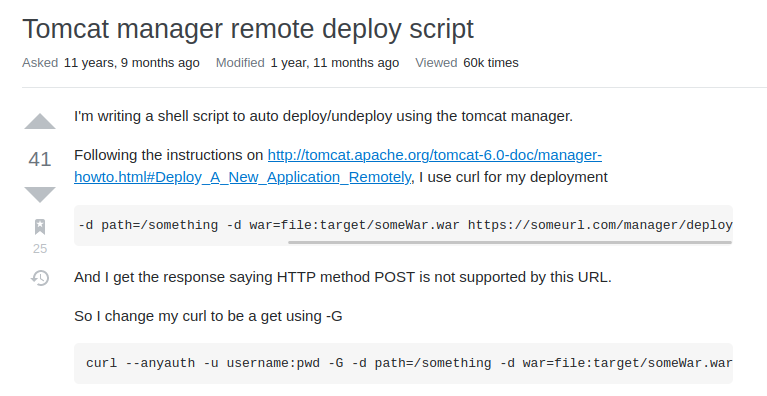 Tomcat manager remote deploy script
Asked 11 years, 9 months ago Modified 1 year, 11 months ago Viewed 60k times
I'm writing a shell script to auto deploy/undeploy using the tomcat manager.
41
Following the instructions on http://tomcat.apache.org/tomcat-6.0-doc/manager-
howto.html#Deploy_A_New_Application_Remotely, I use curl for my deployment
-d path=/something -d war=file:target/someWar.war https://someurl.com/manager/deploy
25
And I get the response saying HTTP method POST is not supported by this URL.
So I change my curl to be a get using -G
curl --anyauth -u username:pwd -G -d path=/something -d war=file:target/someWar.war